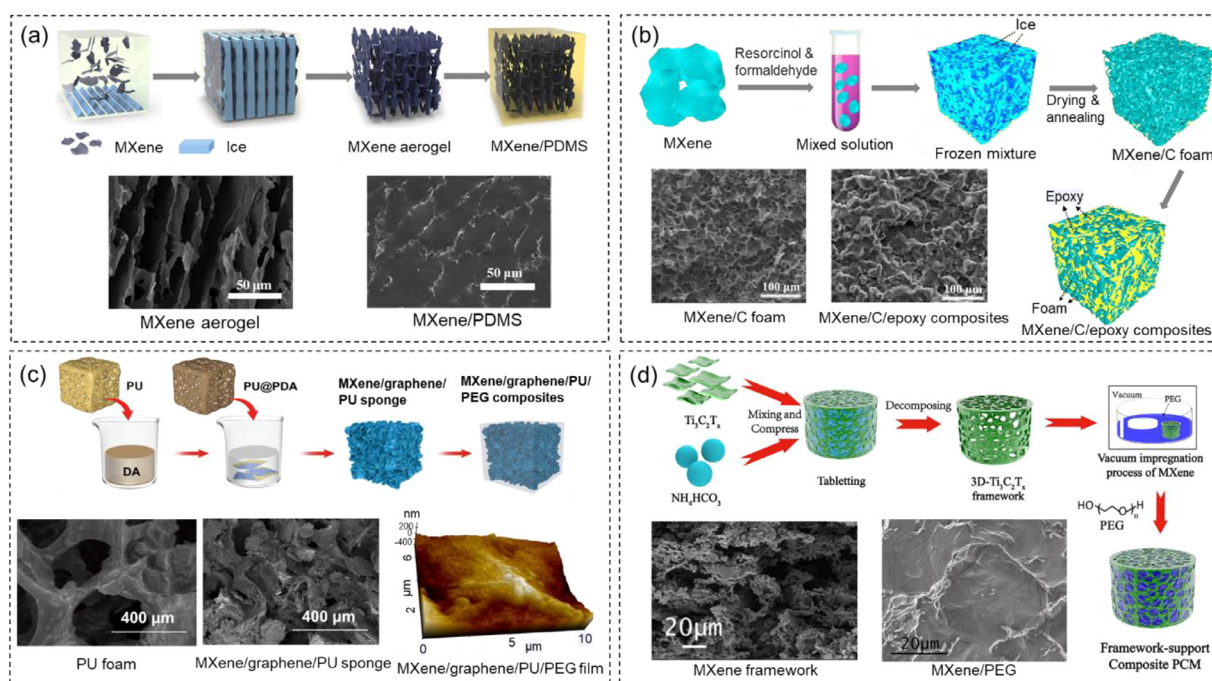 (a)
MXene
Ice
MXene aerogel
MXene/PDMS
50 μm
50 μm
MXene aerogel
MXene/PDMS
(b)
Resorcinol &
formaldehyde
Ice
Drying &
annealing
MXene
Mixed solution
Frozen mixture
MXene/C foam
Epoxy
Foam
100 μm
100 μm
MXene/C foam
MXene/C/epoxy composites
MXene/C/epoxy composites
(c)
PU
PU@PDA
MXene/graphene/
PU sponge
MXene/graphene/PU/
PEG composites
DA
400 μm
400 μm
nm
200
0
-400
6
μm
2
0
5
μm
10
PU foam
MXene/graphene/PU sponge
MXene/graphene/PU/PEG film
(d)
Ti₃C₂Tₓ
Mixing and
Compress
NH₄HCO₃
Tabletting
Decomposing
3D-Ti₃C₂Tₓ
framework
Vacuum
PEG
Vacuum impregnation
process of MXene
HO
O
n
H
PEG
20μm
20μm
MXene framework
MXene/PEG
Framework-support
Composite PCM